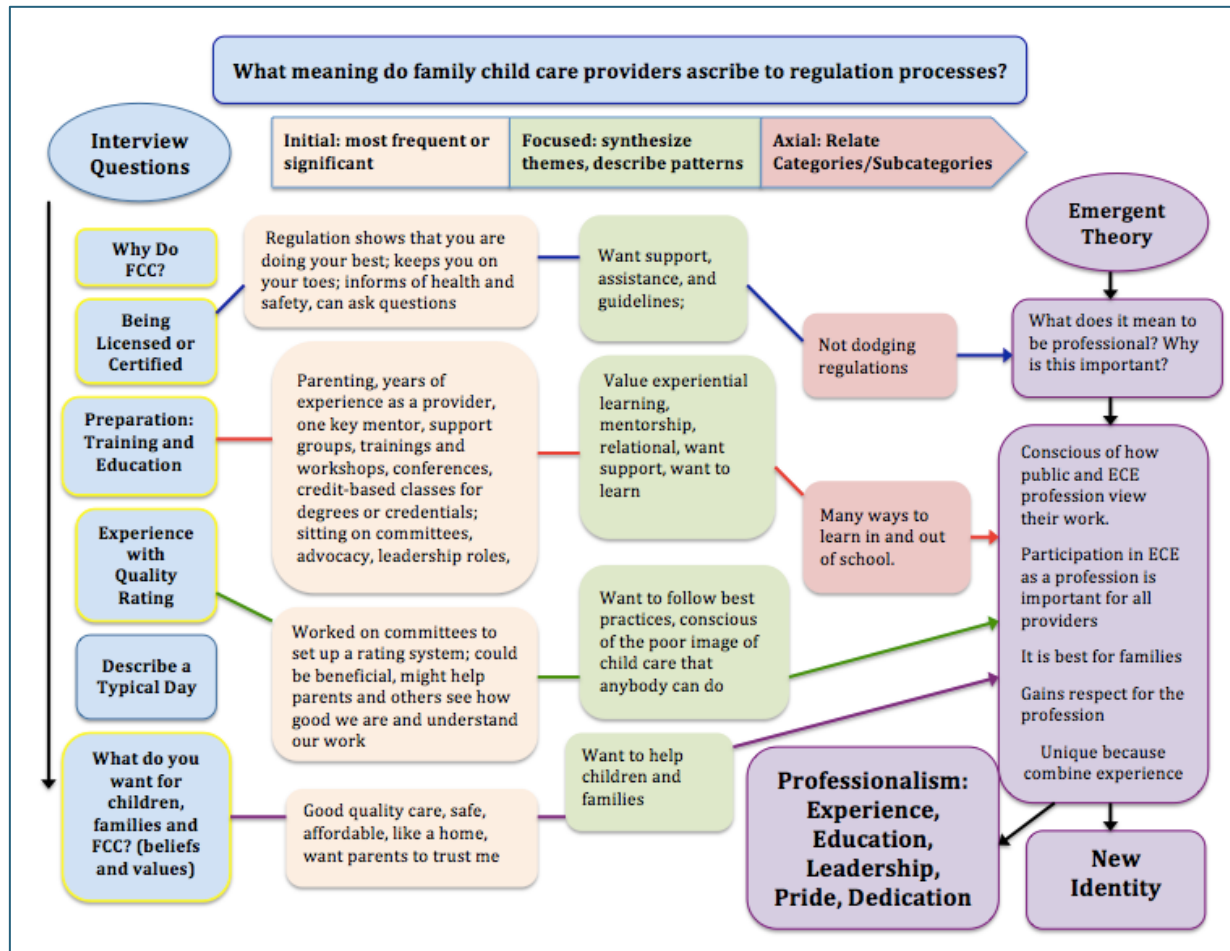 What meaning do family child care providers ascribe to regulation processes?
Interview
Questions
Initial: most frequent or
significant
Focused: synthesize
themes, describe patterns
Axial: Relate
Categories/Subcategories
Emergent
Theory
Why Do
FCC?
Being
Licensed or
Certified
Regulation shows that you are
doing your best; keeps you on
your toes; informs of health and
safety, can ask questions
Want support,
assistance, and
guidelines;
Not dodging
regulations
What does it mean to
be professional? Why
is this important?
Preparation:
Training and
Education
Parenting, years of
experience as a provider,
one key mentor, support
groups, trainings and
workshops, conferences,
credit-based classes for
degrees or credentials;
sitting on committees,
advocacy, leadership roles,
Value experiential
learning,
mentorship,
relational, want
support, want to
learn
Many ways to
learn in and out
of school.
Conscious of how
public and ECE
profession view
their work.
Participation in ECE
as a profession is
important for all
providers
It is best for families
Gains respect for the
profession
Unique because
combine experience
Experience
with
Quality
Rating
Worked on committees to
set up a rating system; could
be beneficial, might help
parents and others see how
good we are and understand
our work
Want to follow best
practices, conscious
of the poor image of
child care that
anybody can do
Describe a
Typical Day
What do you
want for
children,
families and
FCC? (beliefs
and values)
Good quality care, safe,
affordable, like a home,
want parents to trust me
Want to help
children and
families
Professionalism:
Experience,
Education,
Leadership,
Pride, Dedication
New
Identity